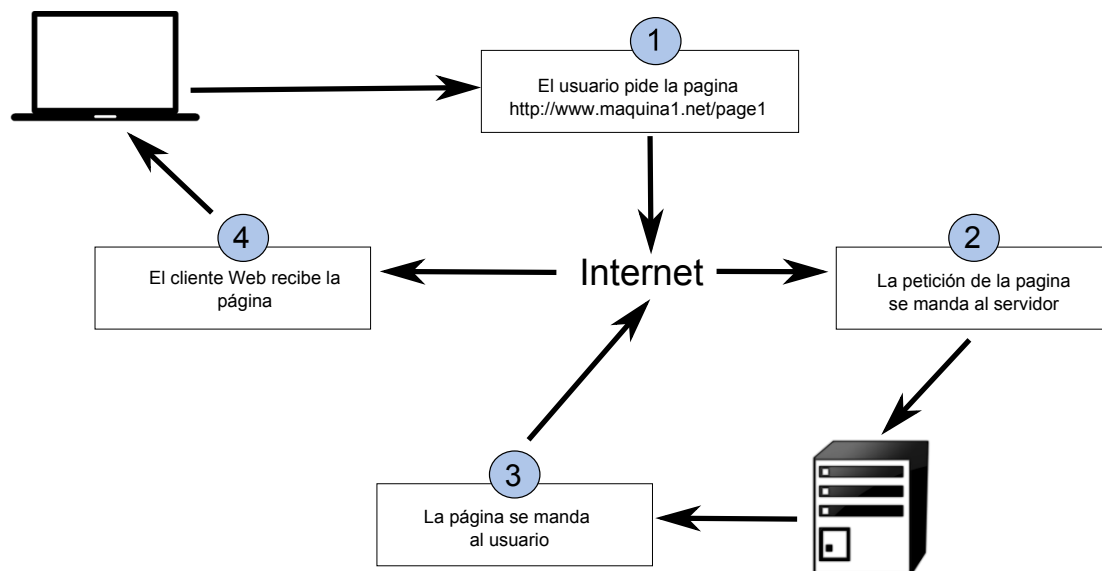 1
El usuario pide la pagina
http://www.maquina1.net/page1
4
El cliente Web recibe la
página
Internet
2
La petición de la pagina
se manda al servidor
3
La página se manda
al usuario